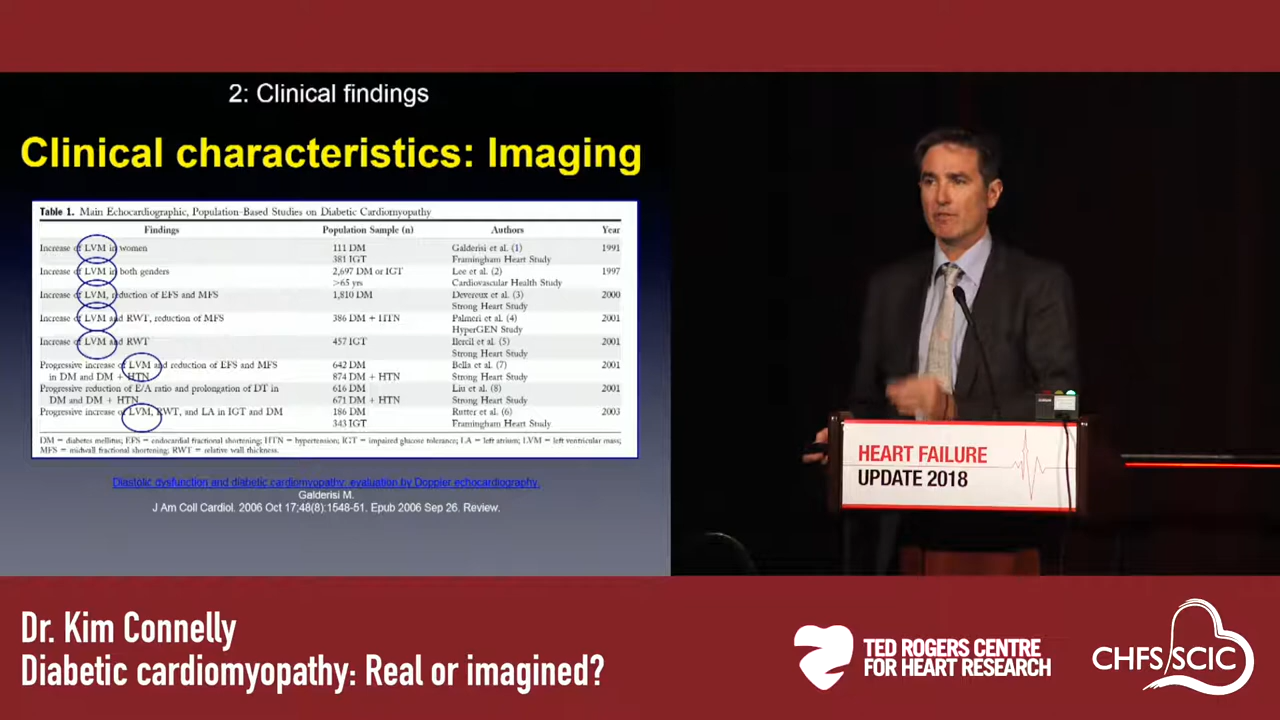 2: Clinical findings
Clinical characteristics: Imaging
Table 1. Main Echocardiographic, Population-Based Studies on Diabetic Cardiomyopathy
Findings Population Sample (n) Authors Year
Increase of LVM in women 111 DM Galderisi et al. (1) 1991
381 IGT Framingham Heart Study
Increase of LVM in both genders 2,697 DM or IGT Lee et al. (2) 1997
>65 yrs Cardiovascular Health Study
Increase of LVM, reduction of EFS and MFS 1,810 DM Devereux et al. (3) 2000
Strong Heart Study
Increase of LVM and RWT, reduction of MFS 386 DM + HTN Palmeri et al. (4) 2001
HyperGEN Study
Increase of LVM and RWT 457 IGT Ilercil et al. (5) 2001
Strong Heart Study
Progressive increase of LVM and reduction of EFS and MFS 642 DM Bella et al. (7) 2001
in DM and DM + HTN 874 DM + HTN Strong Heart Study
Progressive reduction of E/A ratio and prolongation of DT in 616 DM Liu et al. (8) 2001
DM and DM + HTN 671 DM + HTN Strong Heart Study
Progressive increase of LVM, RWT, and LA in IGT and DM 186 DM Rutter et al. (6) 2003
343 IGT Framingham Heart Study
DM = diabetes mellitus; EFS = endocardial fractional shortening; HTN = hypertension; IGT = impaired glucose tolerance; LA = left atrium; LVM = left ventricular mass;
MFS = midwall fractional shortening; RWT = relative wall thickness.
Diastolic dysfunction and diabetic cardiomyopathy: evaluation by Doppler echocardiography.
Galderisi M.
J Am Coll Cardiol. 2006 Oct 17;48(8):1548-51. Epub 2006 Sep 26. Review.
HEART FAILURE
UPDATE 2018
Dr. Kim Connelly
Diabetic cardiomyopathy: Real or imagined?
TED ROGERS CENTRE
FOR HEART RESEARCH
CHFS/SCIC